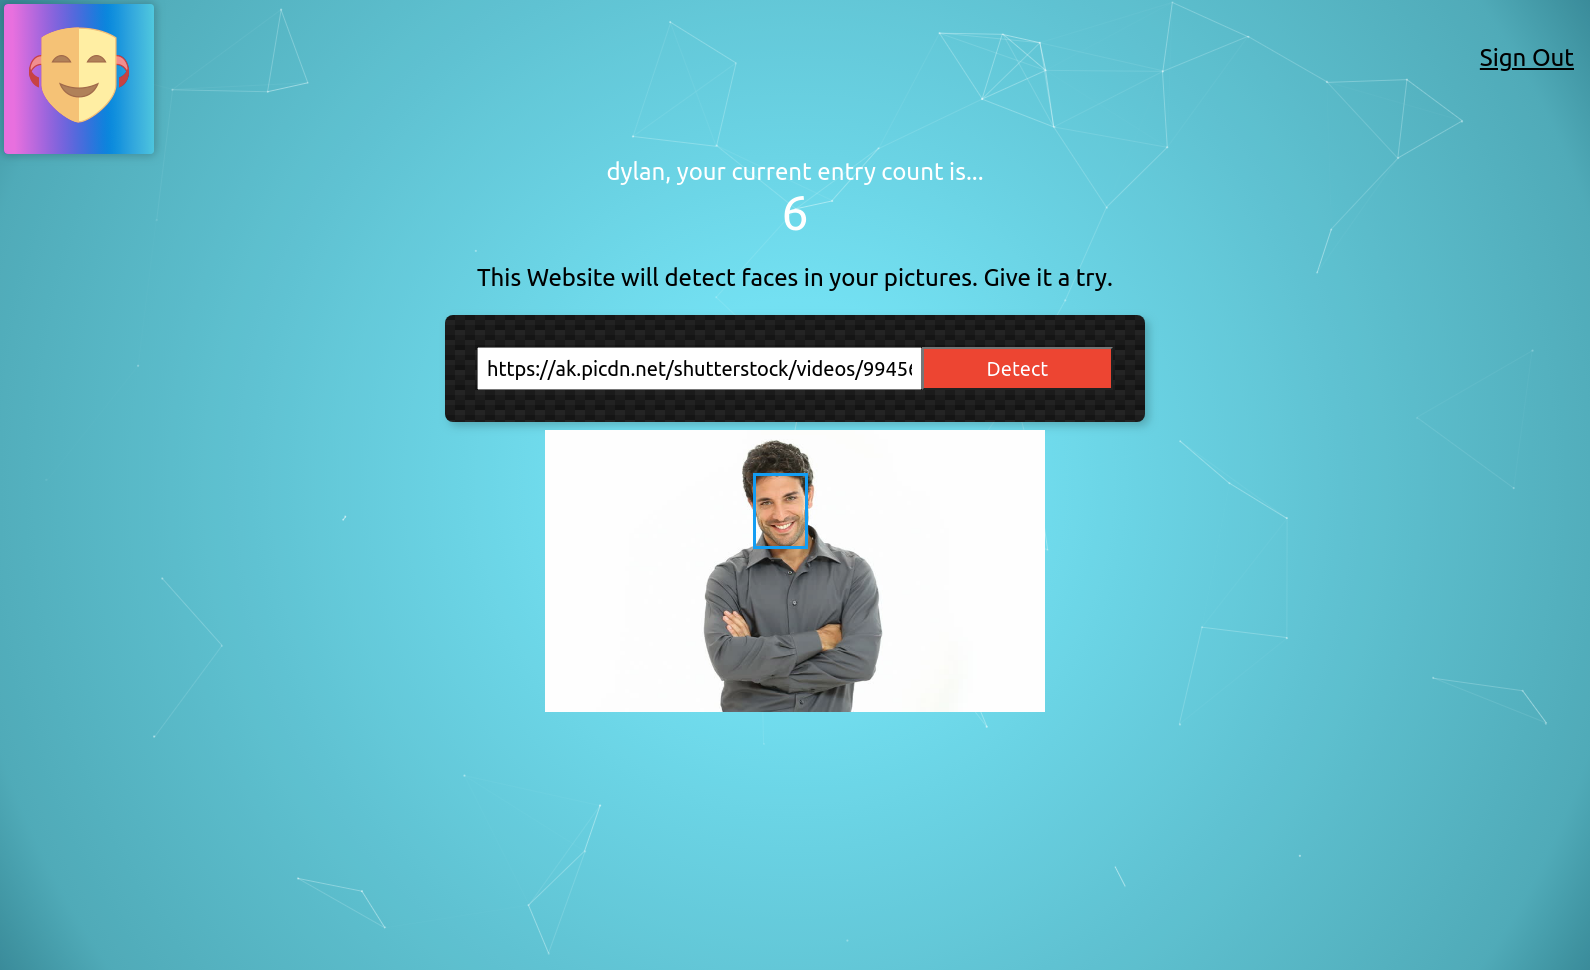 Sign Out
dylan, your current entry count is...
6
This Website will detect faces in your pictures. Give it a try.
https://ak.picdn.net/shutterstock/videos/9945
Detect